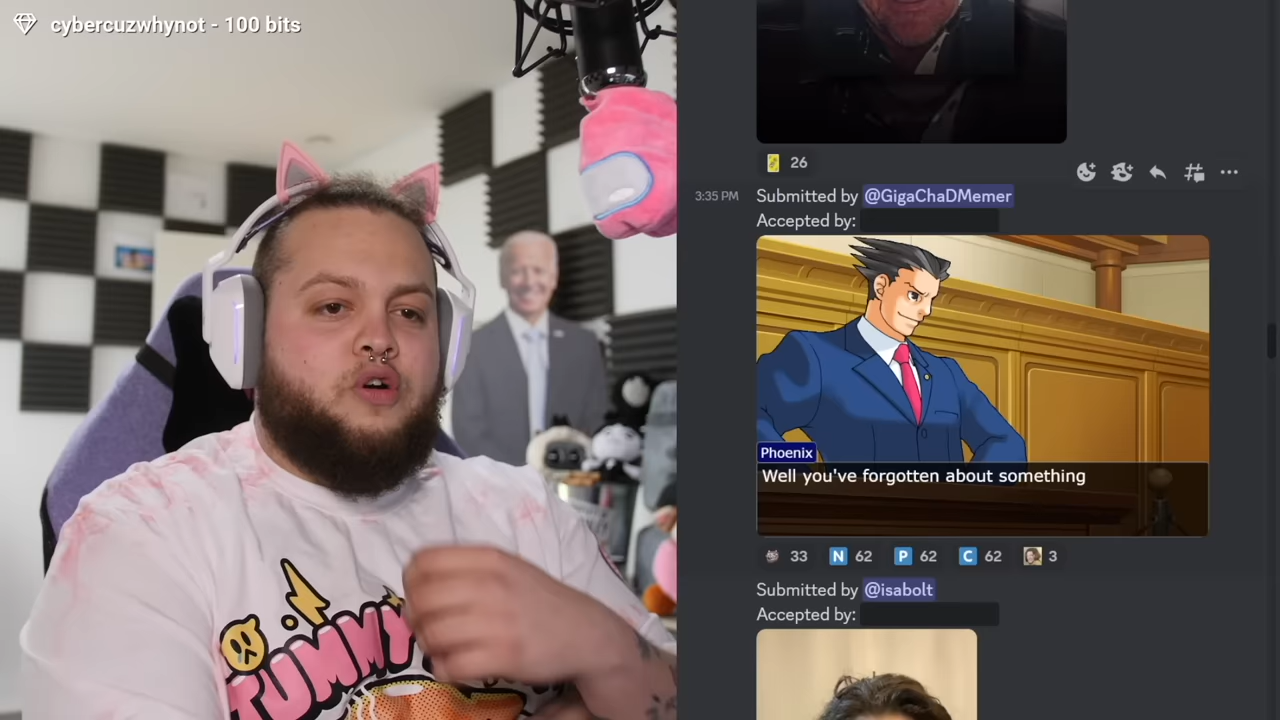 cybercuzwhynot - 100 bits
26
3:35 PM Submitted by @GigaChaDMemer
Accepted by:
Phoenix
Well you've forgotten about something
33 N 62 P 62 C 62 3
Submitted by @isabolt
Accepted by:
TUMMY